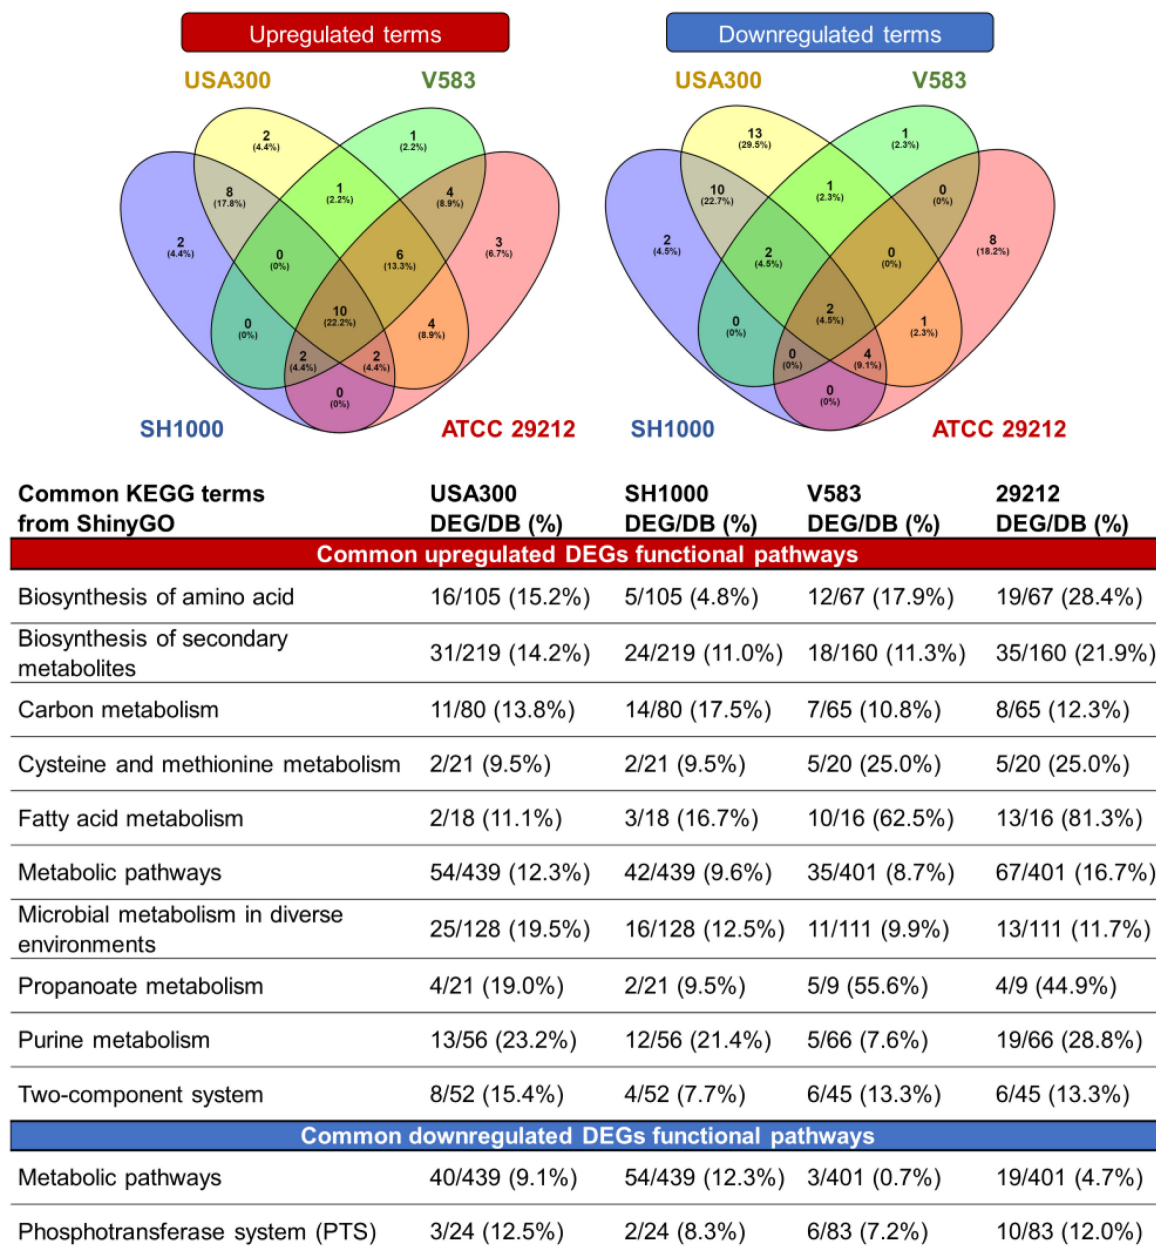 Upregulated terms
Downregulated terms
USA300 V583
USA300 V583
2
(4.4%)
1
(2.2%)
8
(17.8%)
1
(2.2%)
4
(8.9%)
2
(4.4%)
0
(0%)
6
(13.3%)
3
(6.7%)
0
(0%)
10
(22.2%)
4
(8.9%)
2
(4.4%)
2
(4.4%)
0
(0%)
SH1000 ATCC 29212
13
(29.5%)
1
(2.3%)
10
(22.7%)
1
(2.3%)
0
(0%)
2
(4.5%)
2
(4.5%)
0
(0%)
8
(18.2%)
0
(0%)
2
(4.5%)
1
(2.3%)
0
(0%)
4
(9.1%)
0
(0%)
SH1000 ATCC 29212
Common KEGG terms USA300 SH1000 V583 29212
from ShinyGO DEG/DB (%) DEG/DB (%) DEG/DB (%) DEG/DB (%)
Common upregulated DEGs functional pathways
Biosynthesis of amino acid 16/105 (15.2%) 5/105 (4.8%) 12/67 (17.9%) 19/67 (28.4%)
Biosynthesis of secondary
metabolites 31/219 (14.2%) 24/219 (11.0%) 18/160 (11.3%) 35/160 (21.9%)
Carbon metabolism 11/80 (13.8%) 14/80 (17.5%) 7/65 (10.8%) 8/65 (12.3%)
Cysteine and methionine metabolism 2/21 (9.5%) 2/21 (9.5%) 5/20 (25.0%) 5/20 (25.0%)
Fatty acid metabolism 2/18 (11.1%) 3/18 (16.7%) 10/16 (62.5%) 13/16 (81.3%)
Metabolic pathways 54/439 (12.3%) 42/439 (9.6%) 35/401 (8.7%) 67/401 (16.7%)
Microbial metabolism in diverse
environments 25/128 (19.5%) 16/128 (12.5%) 11/111 (9.9%) 13/111 (11.7%)
Propanoate metabolism 4/21 (19.0%) 2/21 (9.5%) 5/9 (55.6%) 4/9 (44.9%)
Purine metabolism 13/56 (23.2%) 12/56 (21.4%) 5/66 (7.6%) 19/66 (28.8%)
Two-component system 8/52 (15.4%) 4/52 (7.7%) 6/45 (13.3%) 6/45 (13.3%)
Common downregulated DEGs functional pathways
Metabolic pathways 40/439 (9.1%) 54/439 (12.3%) 3/401 (0.7%) 19/401 (4.7%)
Phosphotransferase system (PTS) 3/24 (12.5%) 2/24 (8.3%) 6/83 (7.2%) 10/83 (12.0%)